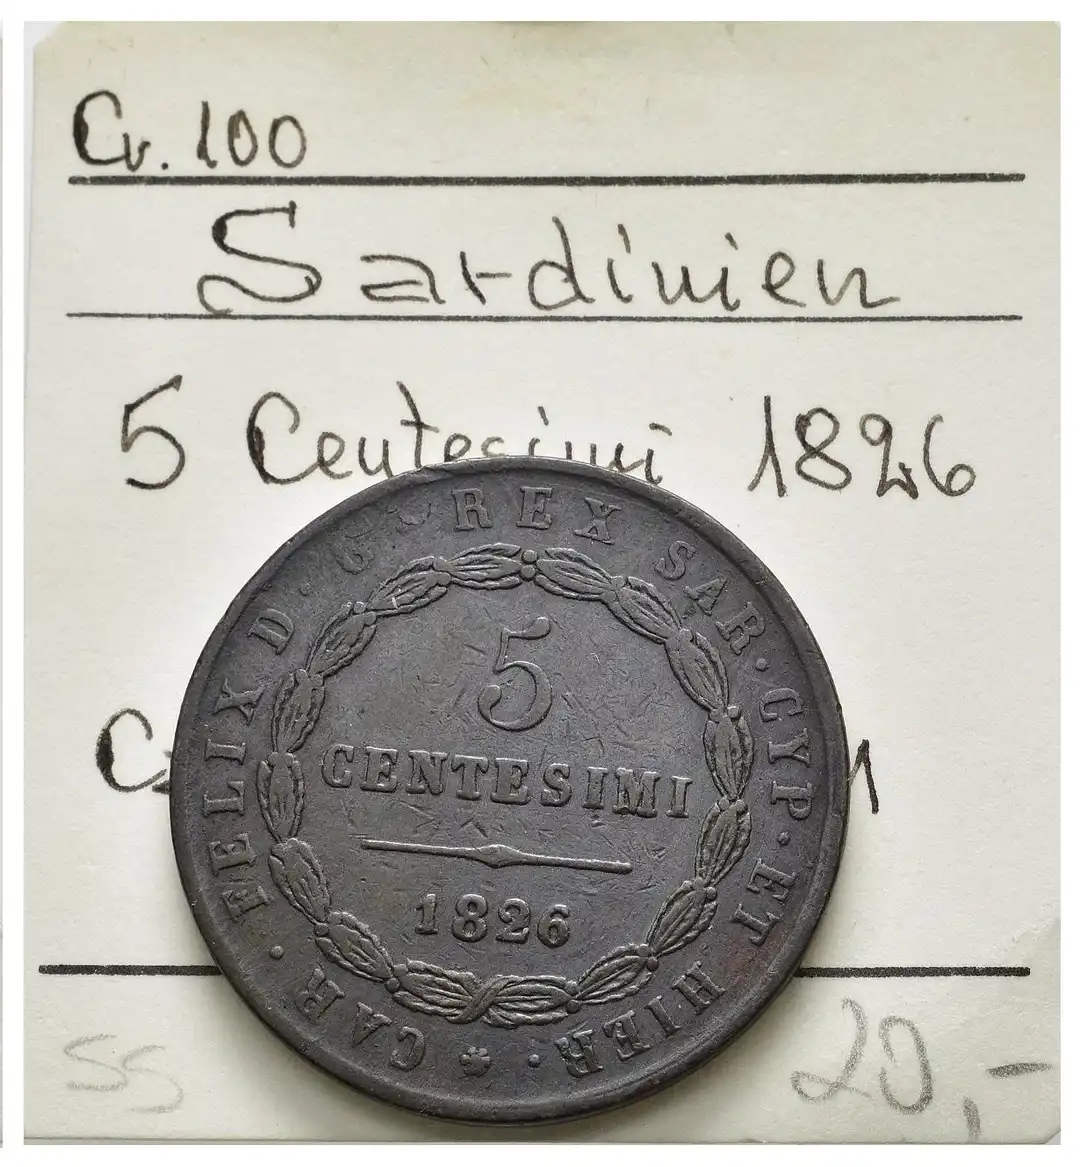 Cr. 100
Sardinien
5 Centesimi 1826
CAR · FELIX D · G · REX SAR · CYP · ET HIER ·
5
CENTESIMI
1826
SS
20,-